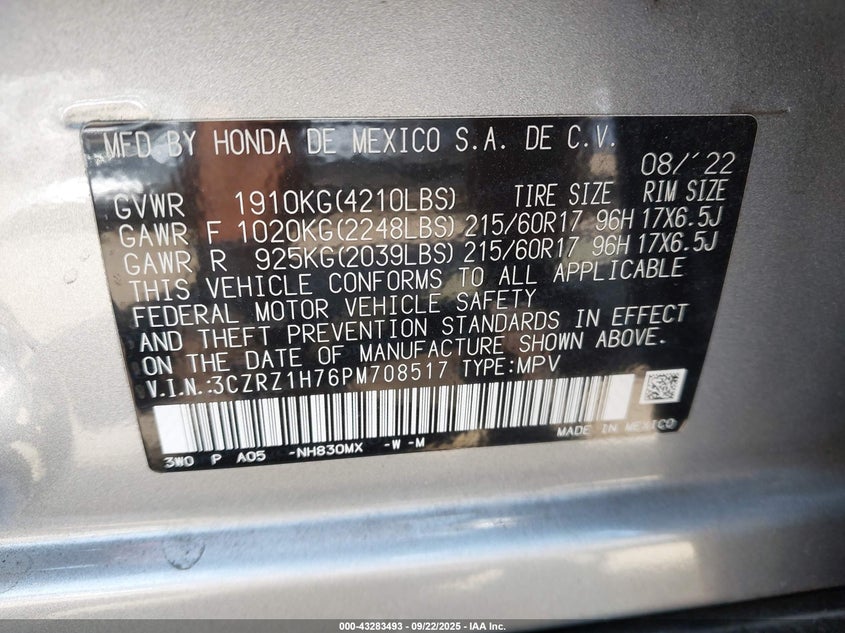 MFD BY HONDA DE MEXICO S.A. DE C.V. 08/'22
GVWR 1910KG(4210LBS) TIRE SIZE RIM SIZE
GAWR F 1020KG(2248LBS) 215/60R17 96H 17X6.5J
GAWR R 925KG(2039LBS) 215/60R17 96H 17X6.5J
THIS VEHICLE CONFORMS TO ALL APPLICABLE
FEDERAL MOTOR VEHICLE SAFETY
AND THEFT PREVENTION STANDARDS IN EFFECT
ON THE DATE OF MANUFACTURE SHOWN ABOVE.
V.I.N.:3CZRZ1H76PM708517 TYPE:MPV
MADE IN MEXICO
3W0 P A05 -NH830MX -W -M
000-43283493 - 09/22/2025 - IAA Inc.